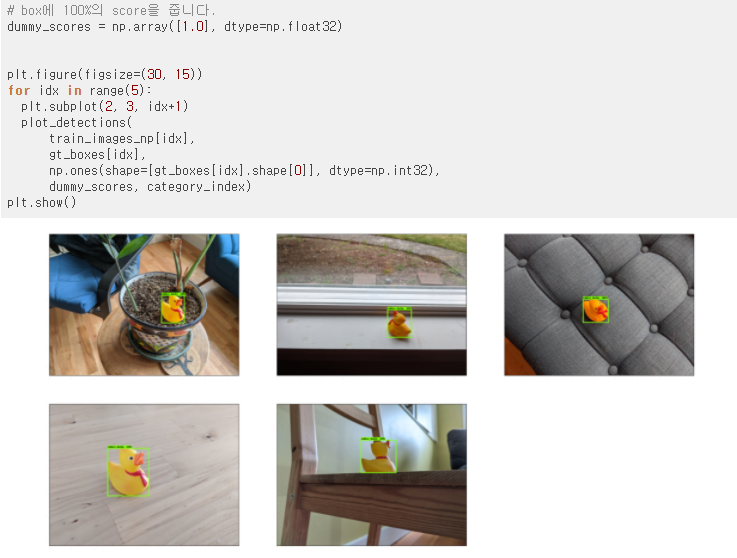 # box에 100%의 score을 줍니다.
dummy_scores = np.array([1.0], dtype=np.float32)
plt.figure(figsize=(30, 15))
for idx in range(5):
  plt.subplot(2, 3, idx+1)
  plot_detections(
      train_images_np[idx],
      gt_boxes[idx],
      np.ones(shape=[gt_boxes[idx].shape[0]], dtype=np.int32),
      dummy_scores, category_index)
plt.show()